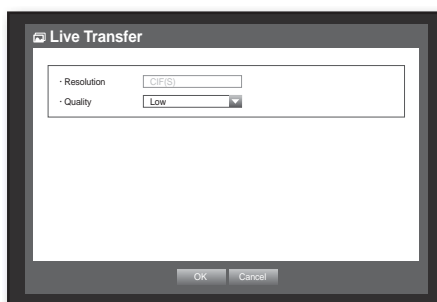 Live Transfer
· Resolution CIF(S)
· Quality Low
OK Cancel